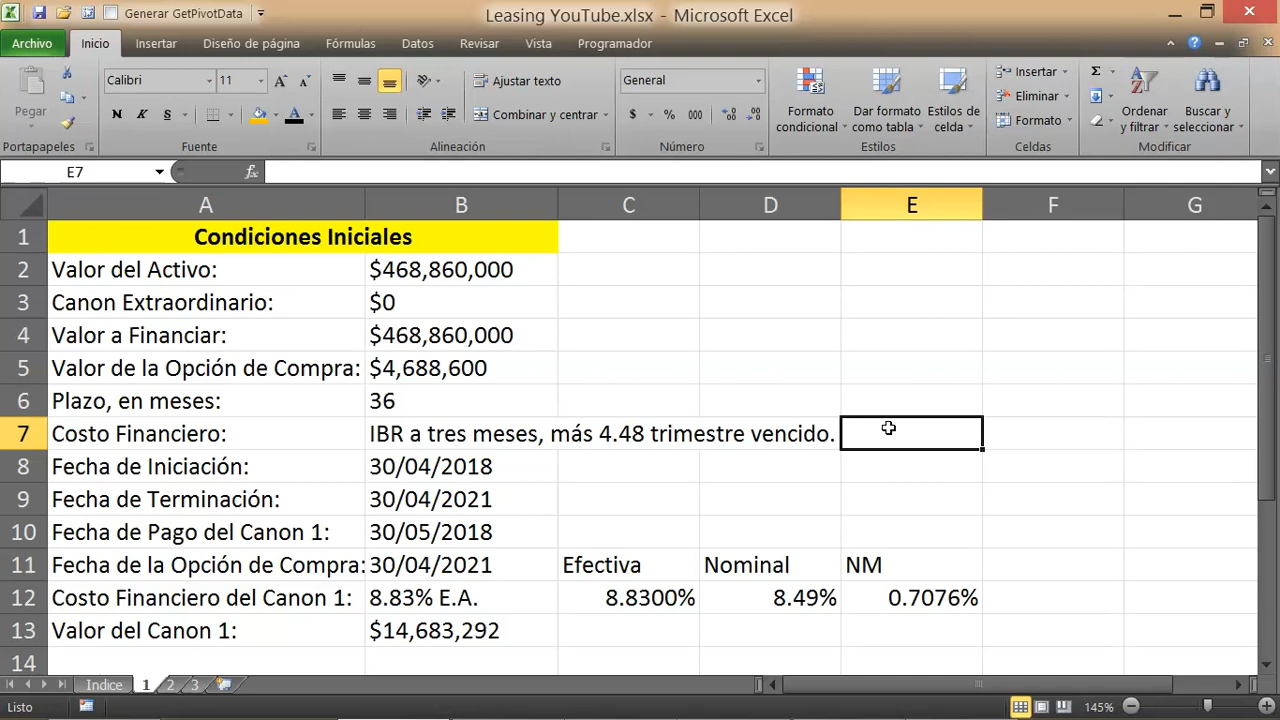 Generar GetPivotData
Leasing YouTube.xlsx - Microsoft Excel
Archivo Inicio Insertar Diseño de página Fórmulas Datos Revisar Vista Programador
Pegar
Portapapeles
Calibri 11
N K S
Fuente
Ajustar texto
Combinar y centrar
Alineación
General
$ % 000
Número
Formato condicional
Dar formato como tabla
Estilos de celda
Estilos
Insertar
Eliminar
Formato
Celdas
Ordenar y filtrar
Buscar y seleccionar
Modificar
E7 fx
A B C D E F G
1 Condiciones Iniciales
2 Valor del Activo: $468,860,000
3 Canon Extraordinario: $0
4 Valor a Financiar: $468,860,000
5 Valor de la Opción de Compra: $4,688,600
6 Plazo, en meses: 36
7 Costo Financiero: IBR a tres meses, más 4.48 trimestre vencido.
8 Fecha de Iniciación: 30/04/2018
9 Fecha de Terminación: 30/04/2021
10 Fecha de Pago del Canon 1: 30/05/2018
11 Fecha de la Opción de Compra: 30/04/2021 Efectiva Nominal NM
12 Costo Financiero del Canon 1: 8.83% E.A. 8.8300% 8.49% 0.7076%
13 Valor del Canon 1: $14,683,292
14
Indice 1 2 3
Listo 145%